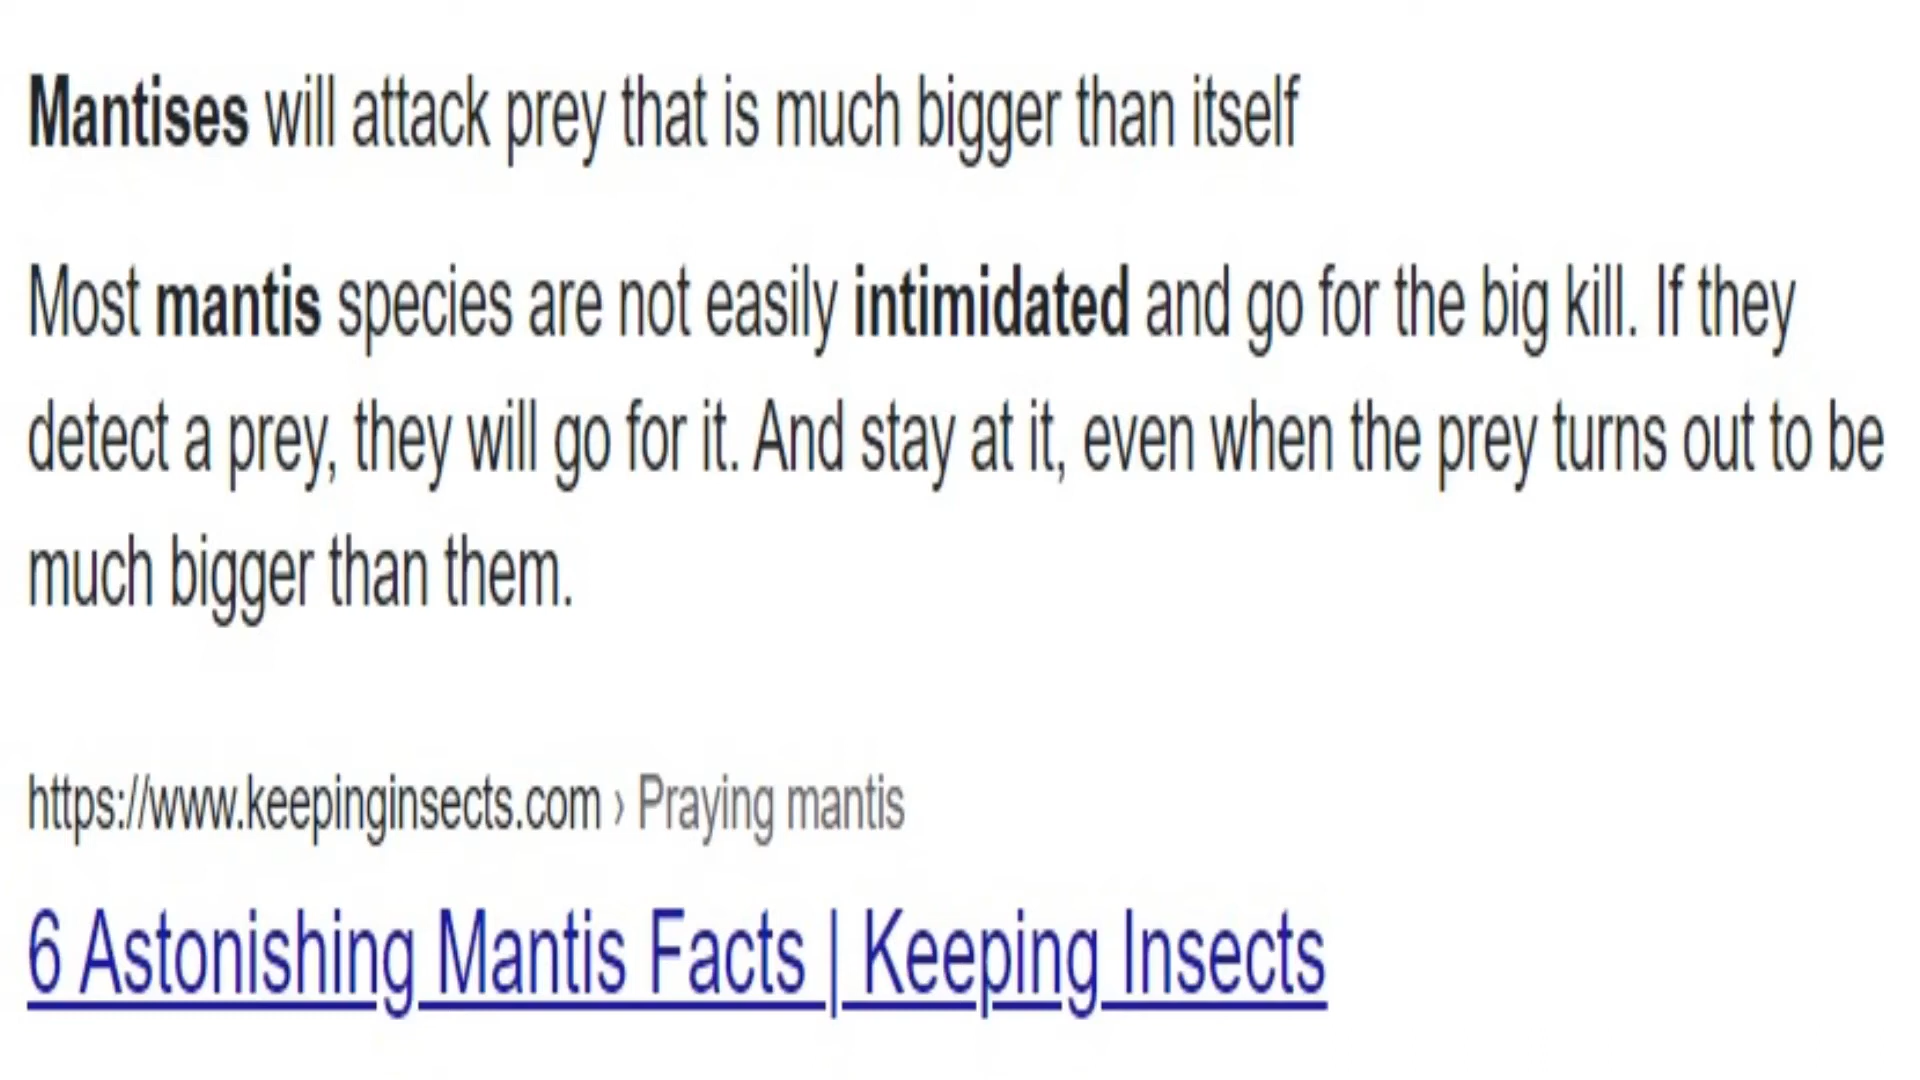 Mantises will attack prey that is much bigger than itself
Most mantis species are not easily intimidated and go for the big kill. If they
detect a prey, they will go for it. And stay at it, even when the prey turns out to be
much bigger than them.
https://www.keepinginsects.com › Praying mantis
6 Astonishing Mantis Facts | Keeping Insects